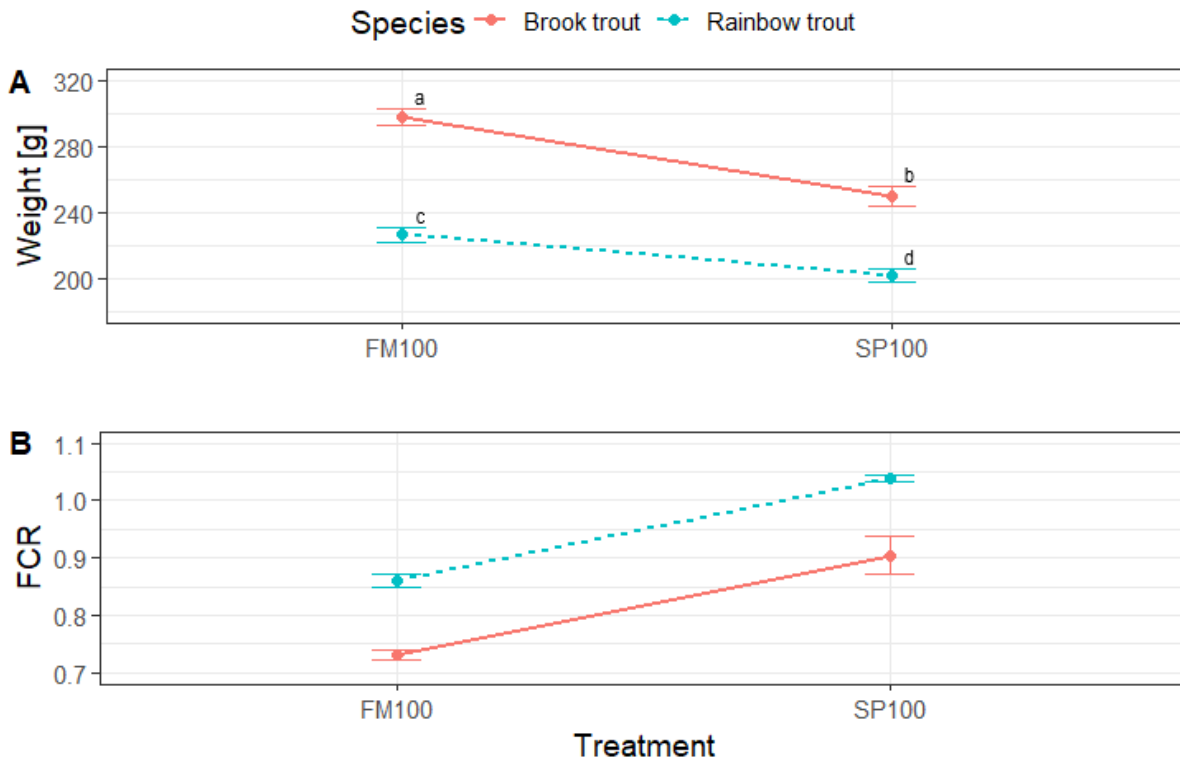 Species Brook trout Rainbow trout
A
Weight [g]
320
280
240
200
a
b
c
d
FM100 SP100
B
FCR
1.1
1.0
0.9
0.8
0.7
FM100 SP100
Treatment